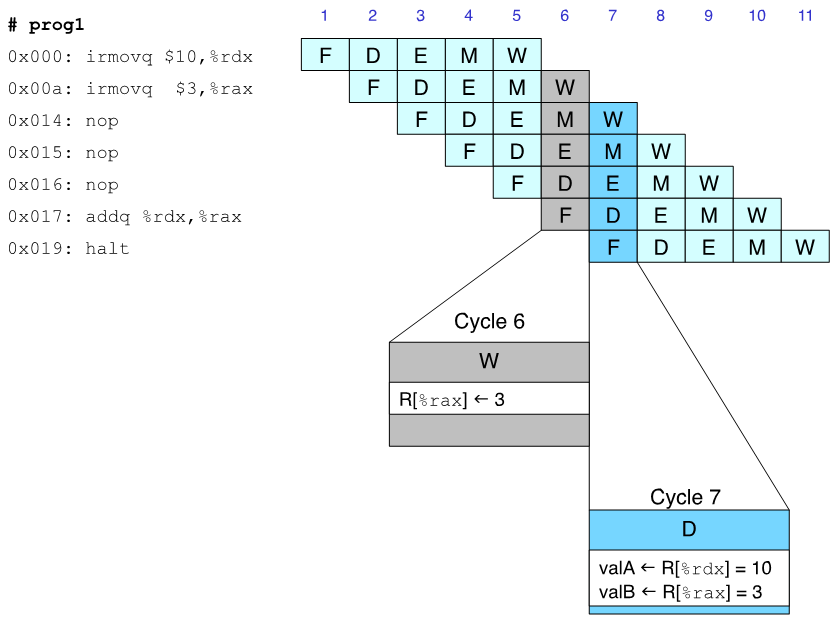 1 2 3 4 5 6 7 8 9 10 11
# prog1
0x000: irmovq $10,%rdx F D E M W
0x00a: irmovq  $3,%rax F D E M W
0x014: nop F D E M W
0x015: nop F D E M W
0x016: nop F D E M W
0x017: addq %rdx,%rax F D E M W
0x019: halt F D E M W
Cycle 6
W
R[%rax] ← 3
Cycle 7
D
valA ← R[%rdx] = 10
valB ← R[%rax] = 3